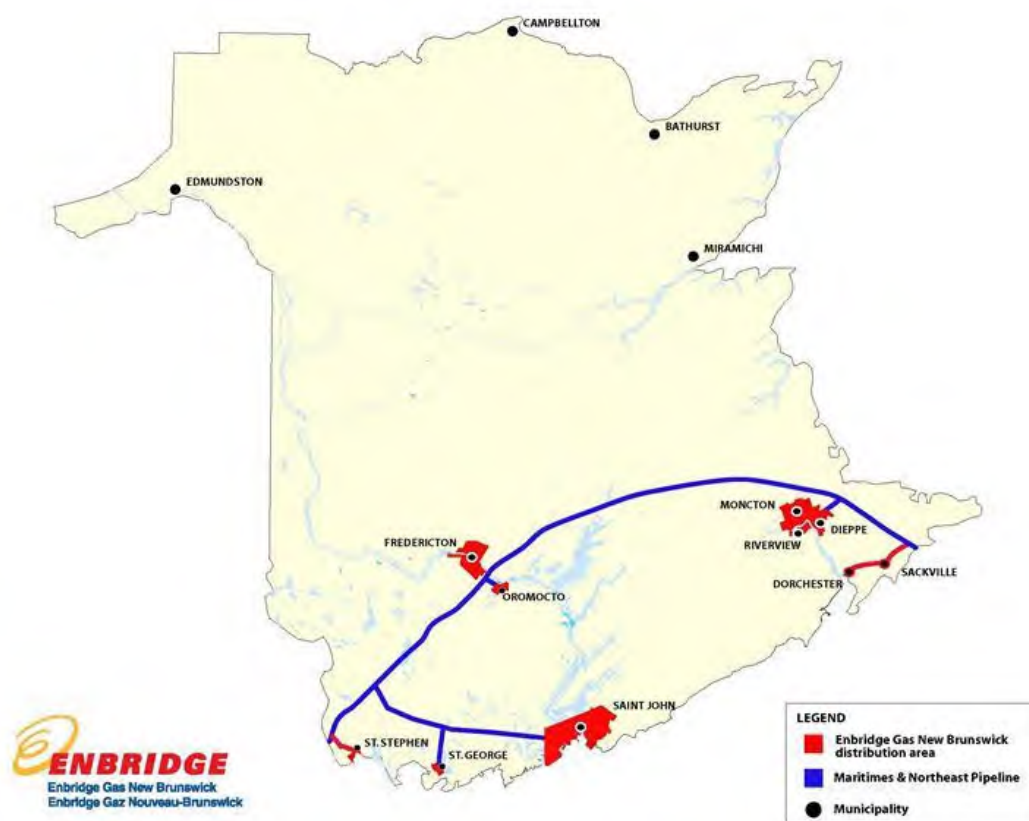 CAMPBELLTON
BATHURST
EDMUNDSTON
MIRAMICHI
MONCTON
DIEPPE
FREDERICTON
RIVERVIEW
DORCHESTER
SACKVILLE
OROMOCTO
SAINT JOHN
ST. STEPHEN
ST. GEORGE
ENBRIDGE
Enbridge Gas New Brunswick
Enbridge Gaz Nouveau-Brunswick
LEGEND
Enbridge Gas New Brunswick
distribution area
Maritimes & Northeast Pipeline
Municipality